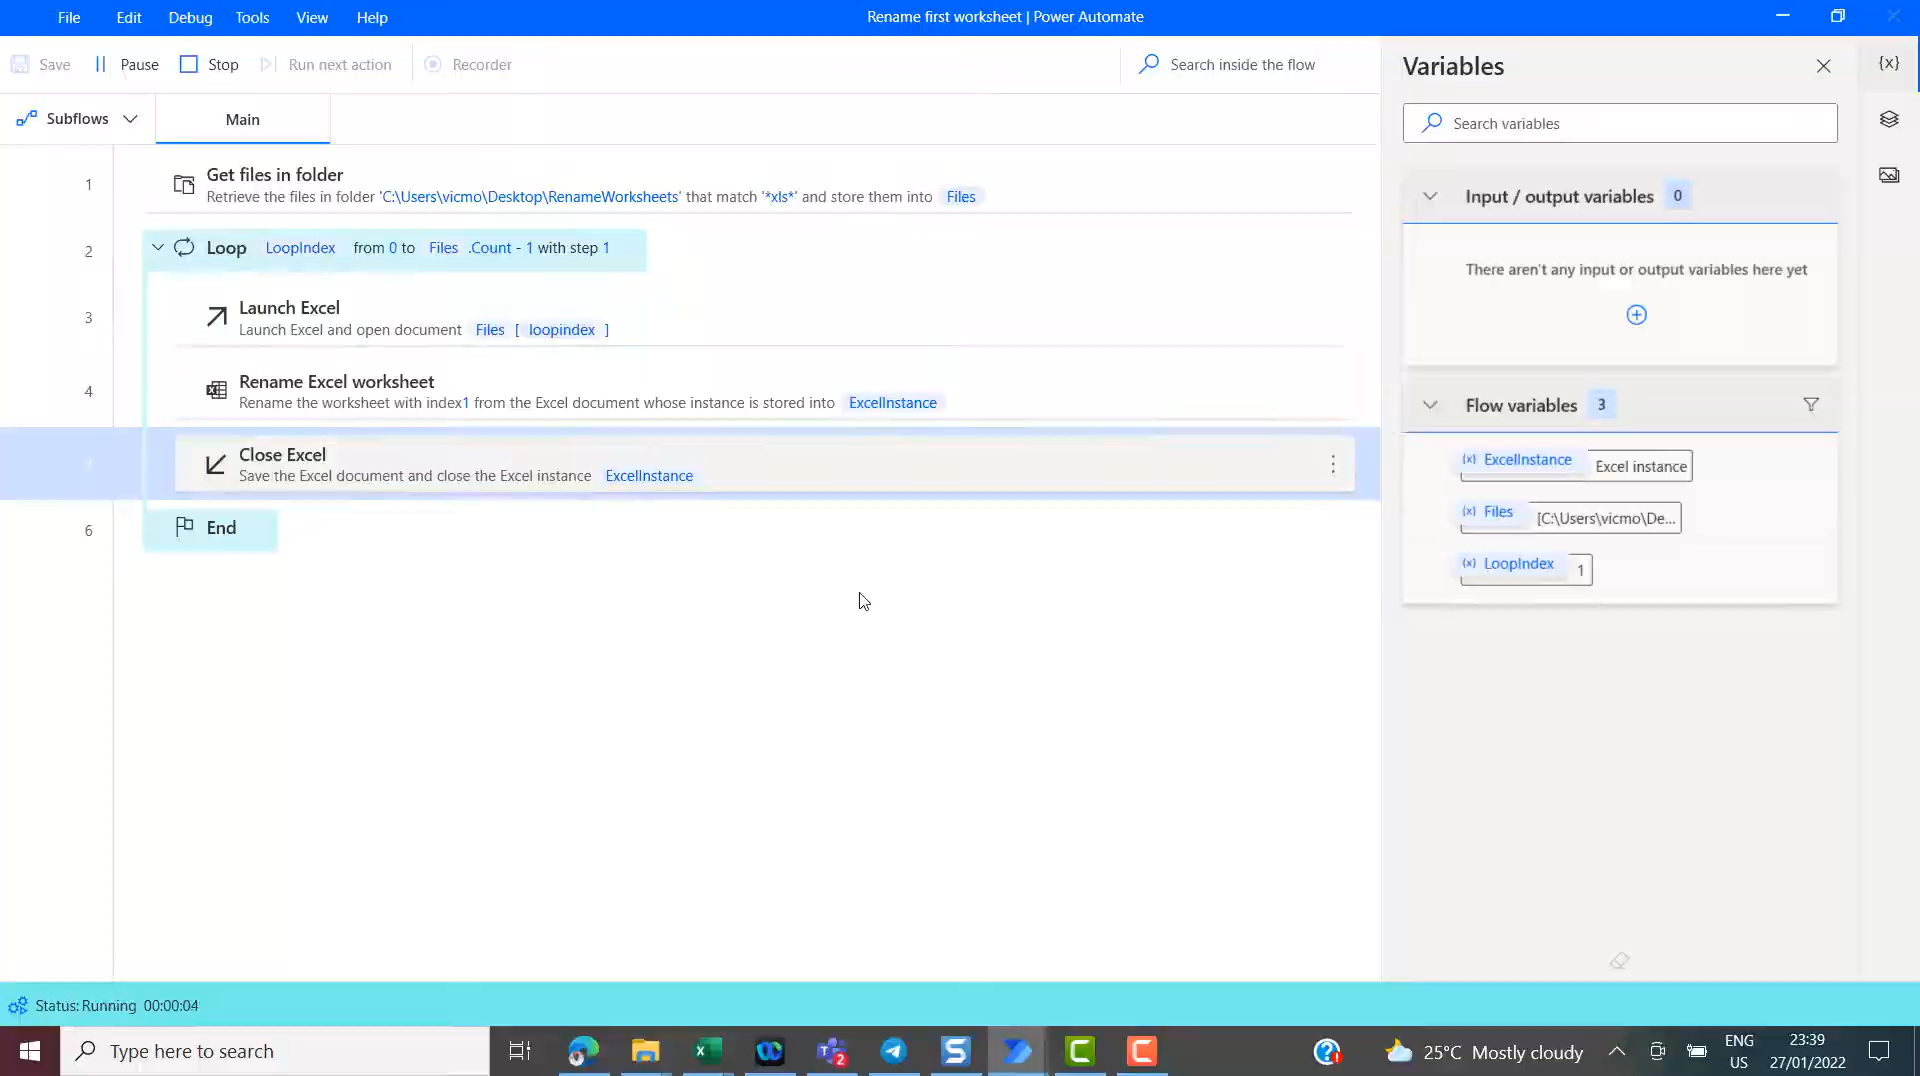 File Edit Debug Tools View Help
Rename first worksheet | Power Automate
Save Pause Stop Run next action Recorder
Search inside the flow
Subflows
Main
1
Get files in folder
Retrieve the files in folder 'C:\Users\vicmo\Desktop\RenameWorksheets' that match '*xls*' and store them into Files
2
Loop LoopIndex from 0 to Files .Count - 1 with step 1
3
Launch Excel
Launch Excel and open document Files [ loopindex ]
4
Rename Excel worksheet
Rename the worksheet with index1 from the Excel document whose instance is stored into ExcelInstance
Close Excel
Save the Excel document and close the Excel instance ExcelInstance
6
End
Variables
{x}
Search variables
Input / output variables 0
There aren't any input or output variables here yet
Flow variables 3
{x} ExcelInstance Excel instance
{x} Files [C:\Users\vicmo\De...
{x} LoopIndex 1
Status: Running 00:00:04
Type here to search
2
25°C Mostly cloudy
ENG
US
23:39
27/01/2022